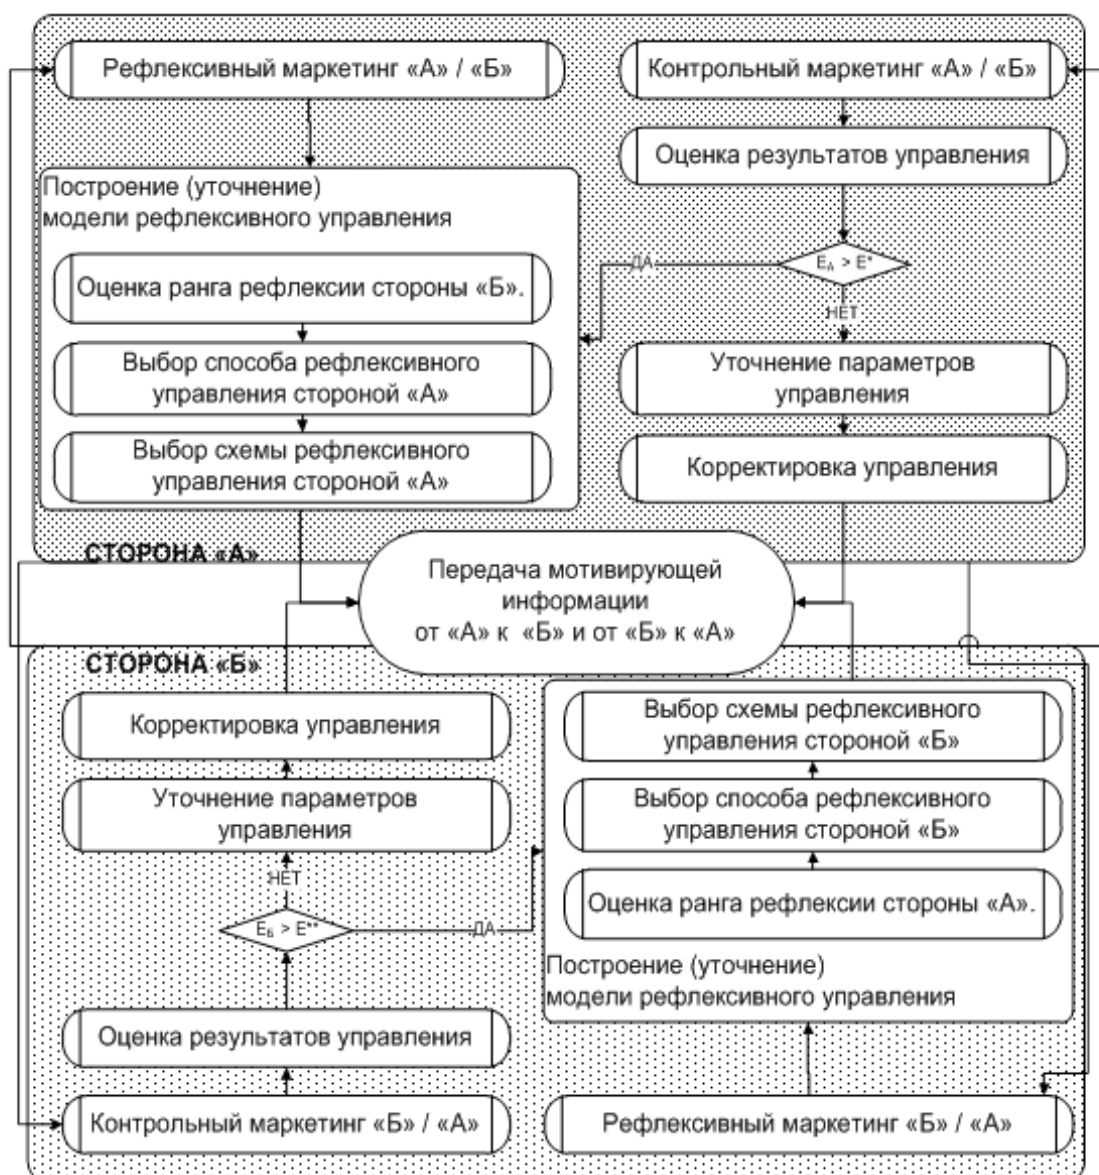 Рефлексивный маркетинг «А» / «Б»
Контрольный маркетинг «А» / «Б»
Оценка результатов управления
Построение (уточнение)
модели рефлексивного управления
Оценка ранга рефлексии стороны «Б».
ДА
Е_А > Е*
НЕТ
Выбор способа рефлексивного
управления стороной «А»
Уточнение параметров
управления
Выбор схемы рефлексивного
управления стороной «А»
Корректировка управления
СТОРОНА «А»
Передача мотивирующей
информации
от «А» к «Б» и от «Б» к «А»
СТОРОНА «Б»
Корректировка управления
Выбор схемы рефлексивного
управления стороной «Б»
Уточнение параметров
управления
Выбор способа рефлексивного
управления стороной «Б»
НЕТ
Е_Б > Е**
ДА
Оценка ранга рефлексии стороны «А».
Построение (уточнение)
модели рефлексивного управления
Оценка результатов управления
Контрольный маркетинг «Б» / «А»
Рефлексивный маркетинг «Б» / «А»